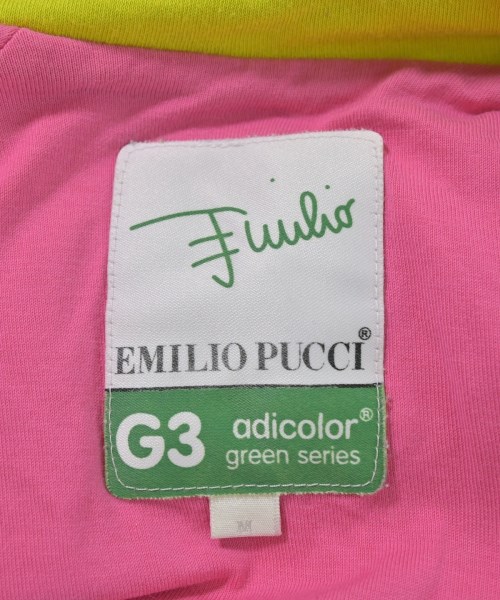 Emilio
EMILIO PUCCI®
G3 adicolor®
green series
M